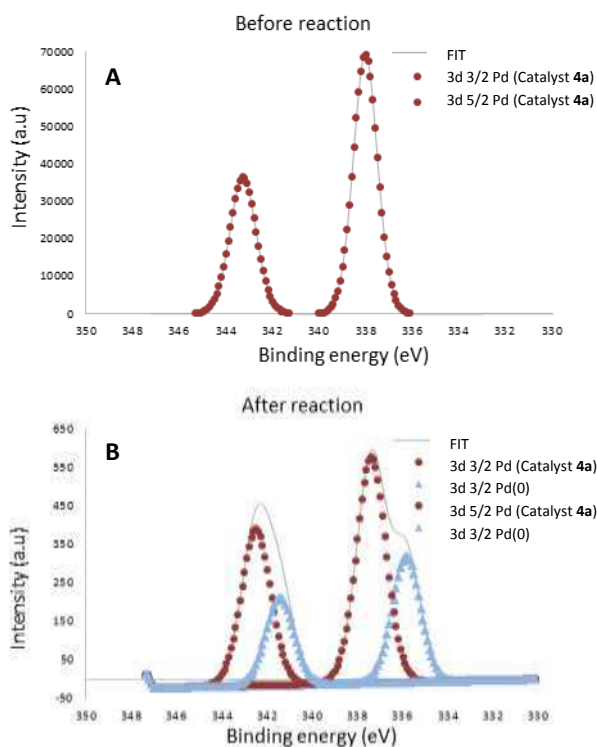 Before reaction
A
FIT
3d 3/2 Pd (Catalyst 4a)
3d 5/2 Pd (Catalyst 4a)
Intensity (a.u)
70000
60000
50000
40000
30000
20000
10000
0
350 348 346 344 342 340 338 336 334 332 330
Binding energy (eV)
After reaction
B
FIT
3d 3/2 Pd (Catalyst 4a)
3d 3/2 Pd(0)
3d 5/2 Pd (Catalyst 4a)
3d 3/2 Pd(0)
Intensity (a.u)
650
550
450
350
250
150
50
-50
350 348 346 344 342 340 339 337 335 333 330
Binding energy (eV)